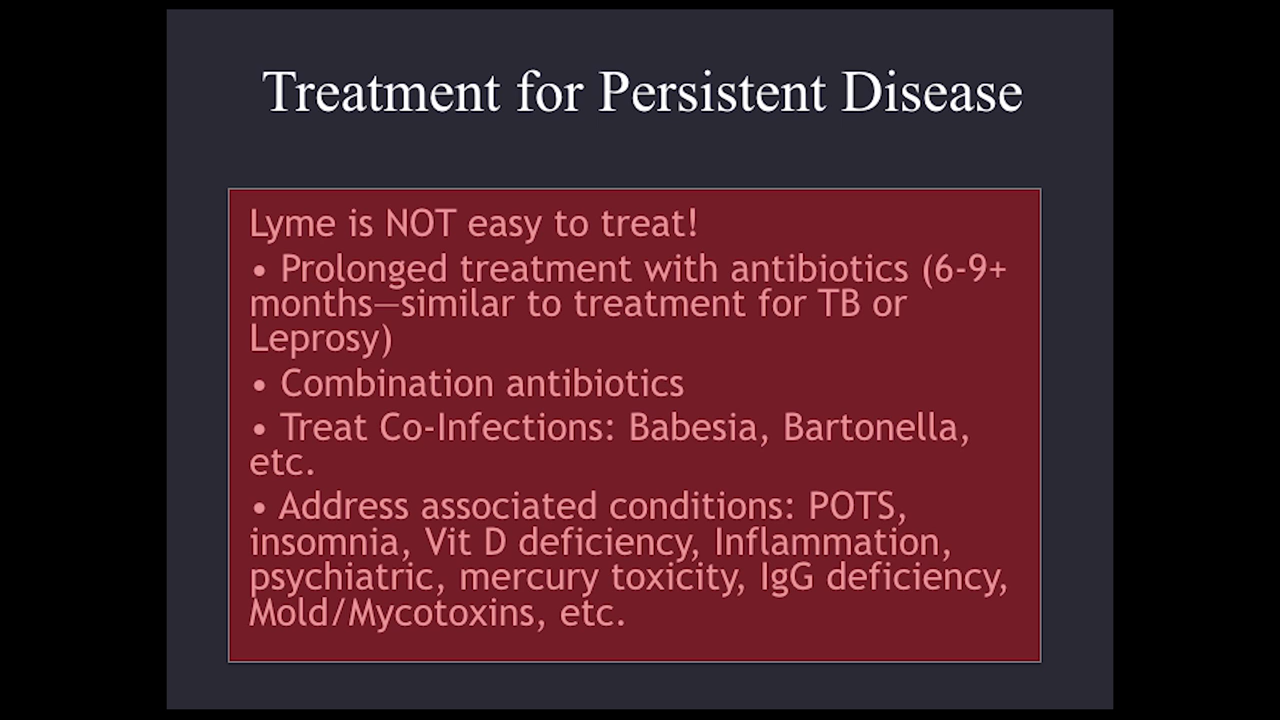 Treatment for Persistent Disease
Lyme is NOT easy to treat!
• Prolonged treatment with antibiotics (6-9+
months—similar to treatment for TB or
Leprosy)
• Combination antibiotics
• Treat Co-Infections: Babesia, Bartonella,
etc.
• Address associated conditions: POTS,
insomnia, Vit D deficiency, Inflammation,
psychiatric, mercury toxicity, IgG deficiency,
Mold/Mycotoxins, etc.